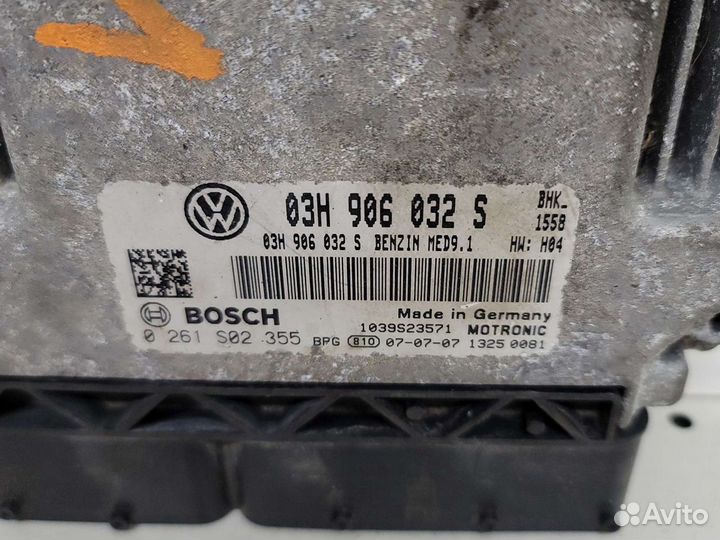 03H 906 032 S BHK_
1558
03H 906 032 S BENZIN MED9.1 HW: H04
BOSCH Made in Germany
1039S23571 MOTRONIC
0 261 S02 355 BPG 810 07-07-07 1325 0081
Avito